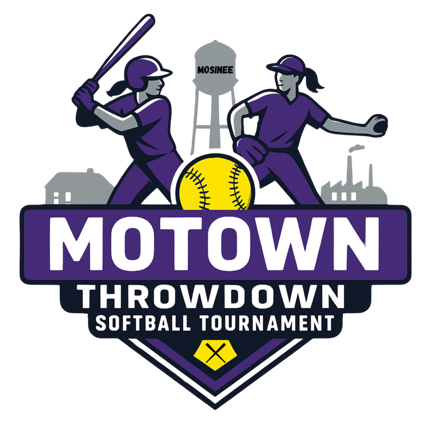 MOSINEE
MOTOWN
THROWDOWN
SOFTBALL TOURNAMENT